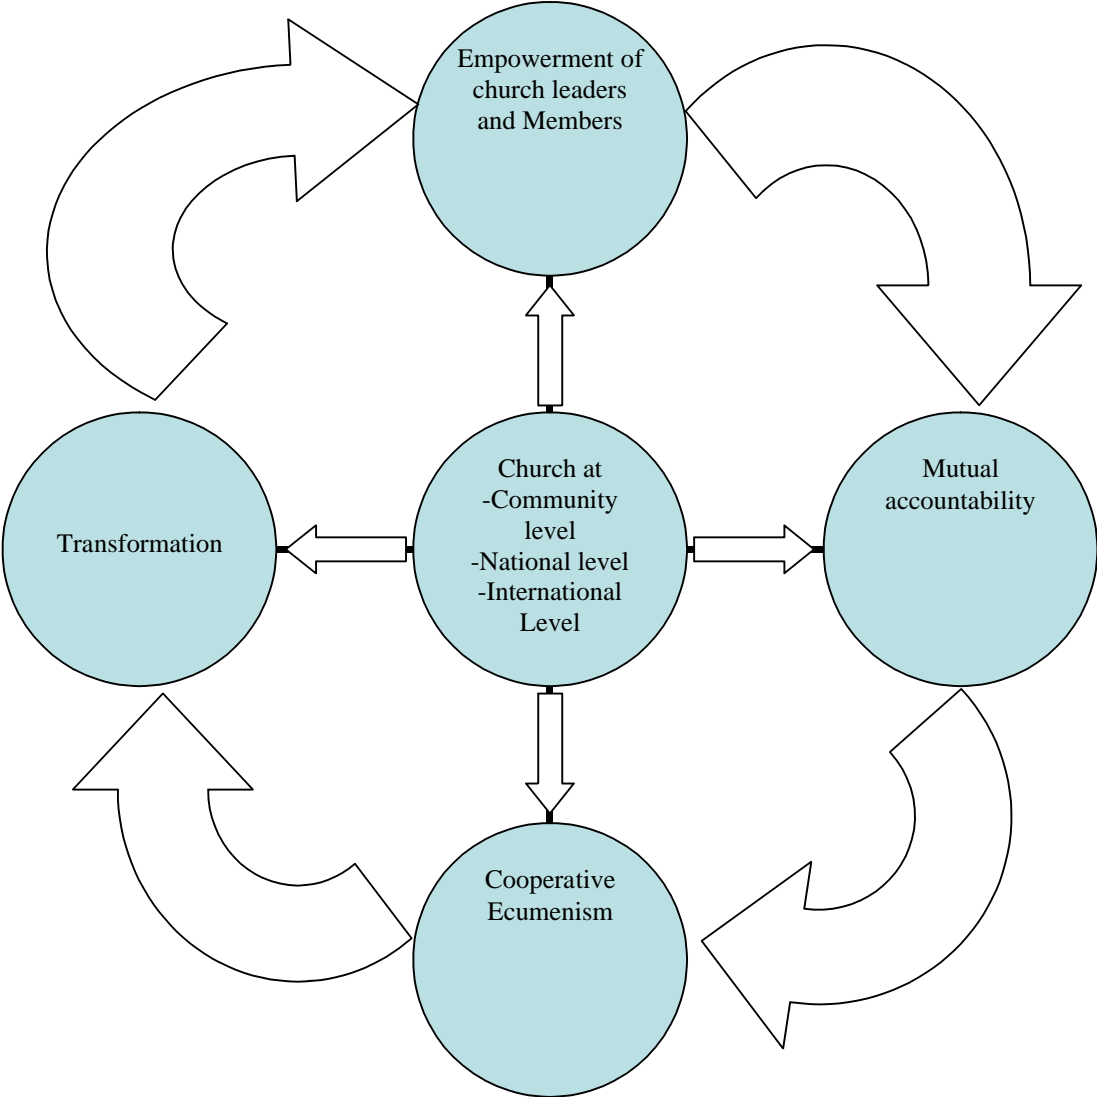 Empowerment of
church leaders
and Members
Church at
-Community
level
-National level
-International
Level
Mutual
accountability
Transformation
Cooperative
Ecumenism